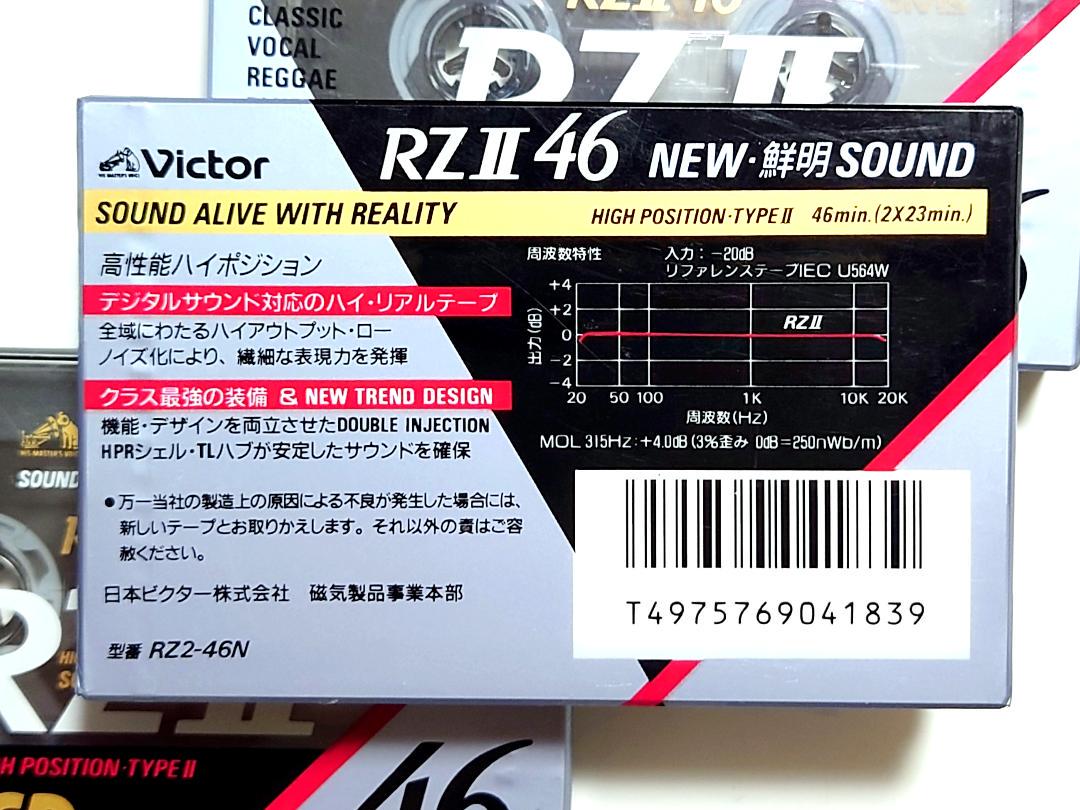 CLASSIC
VOCAL
REGGAE
RZ II 46
RZ II
HIS MASTER'S VOICE
Victor
RZ II 46 NEW・鮮明 SOUND
SOUND ALIVE WITH REALITY
HIGH POSITION・TYPE II 46min.(2X23min.)
高性能ハイポジション
デジタルサウンド対応のハイ・リアルテープ
全域にわたるハイアウトプット・ロー
ノイズ化により、繊細な表現力を発揮
クラス最強の装備 & NEW TREND DESIGN
機能・デザインを両立させたDOUBLE INJECTION
HPRシェル・TLハブが安定したサウンドを確保
●万一当社の製造上の原因による不良が発生した場合には、
新しいテープとお取りかえします。それ以外の責はご容
赦ください。
日本ビクター株式会社 磁気製品事業本部
型番 RZ2-46N
周波数特性 入力：−20dB
リファレンステープIEC U564W
出力(dB)
+4
+2
0
−2
−4
RZ II
20 50 100 1K 10K 20K
周波数(Hz)
MOL 315Hz:+4.0dB(3%歪み 0dB=250nWb/m)
T4975769041839
SOUND
H POSITION・TYPE II
46